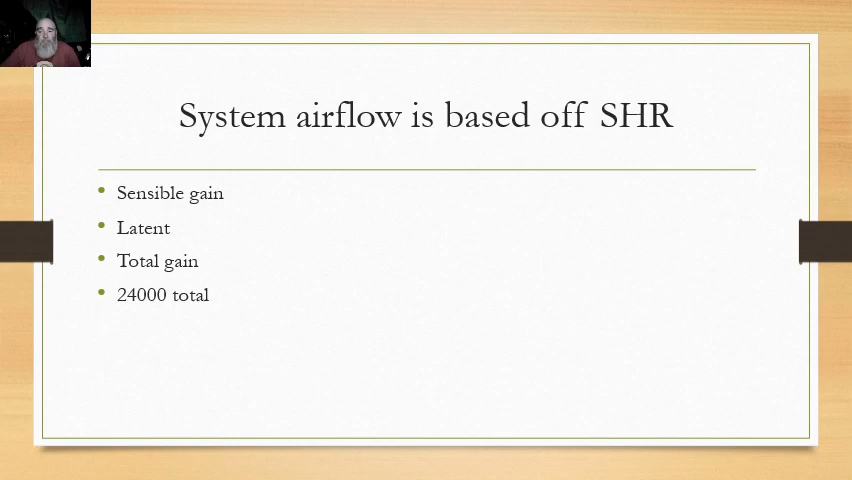 System airflow is based off SHR
Sensible gain
Latent
Total gain
24000 total